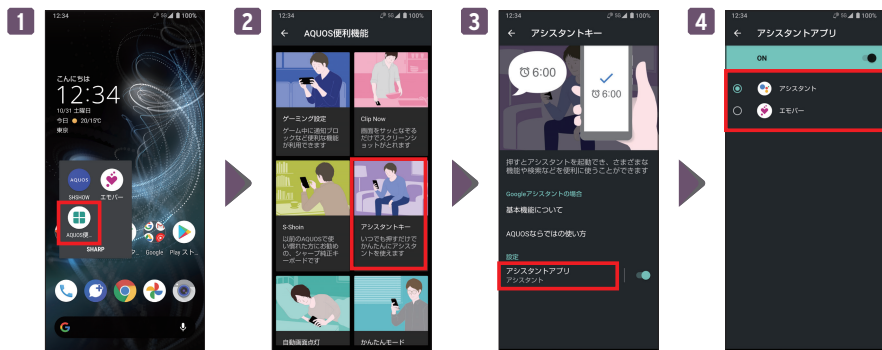 1
12:34
5G
100%
こんにちは
12:34
10/31 土曜日
今日 20/15℃
東京
AQUOS
SHSHOW
エモパー
AQUOS便...
SHARP
Google
Play スト...
2
12:34
5G
100%
AQUOS便利機能
ゲーミング設定
ゲーム中に通知ブロ
ックなど便利な機能
が利用できます
Clip Now
画面をサッとなぞる
だけでスクリーンシ
ョットがとれます
S-Shoin
以前のAQUOSで使
い慣れた方にお勧め
の、シャープ純正キ
ーボードです
アシスタントキー
いつでも押すだけで
かんたんにアシスタ
ントを使えます
自動画面点灯
かんたんモード
3
12:34
5G
100%
アシスタントキー
6:00
6:00
押すとアシスタントを起動でき、さまざまな
機能や検索などを便利に使うことができます
Googleアシスタントの場合
基本機能について
AQUOSならではの使い方
設定
アシスタントアプリ
アシスタント
4
12:34
5G
100%
アシスタントアプリ
ON
アシスタント
エモパー